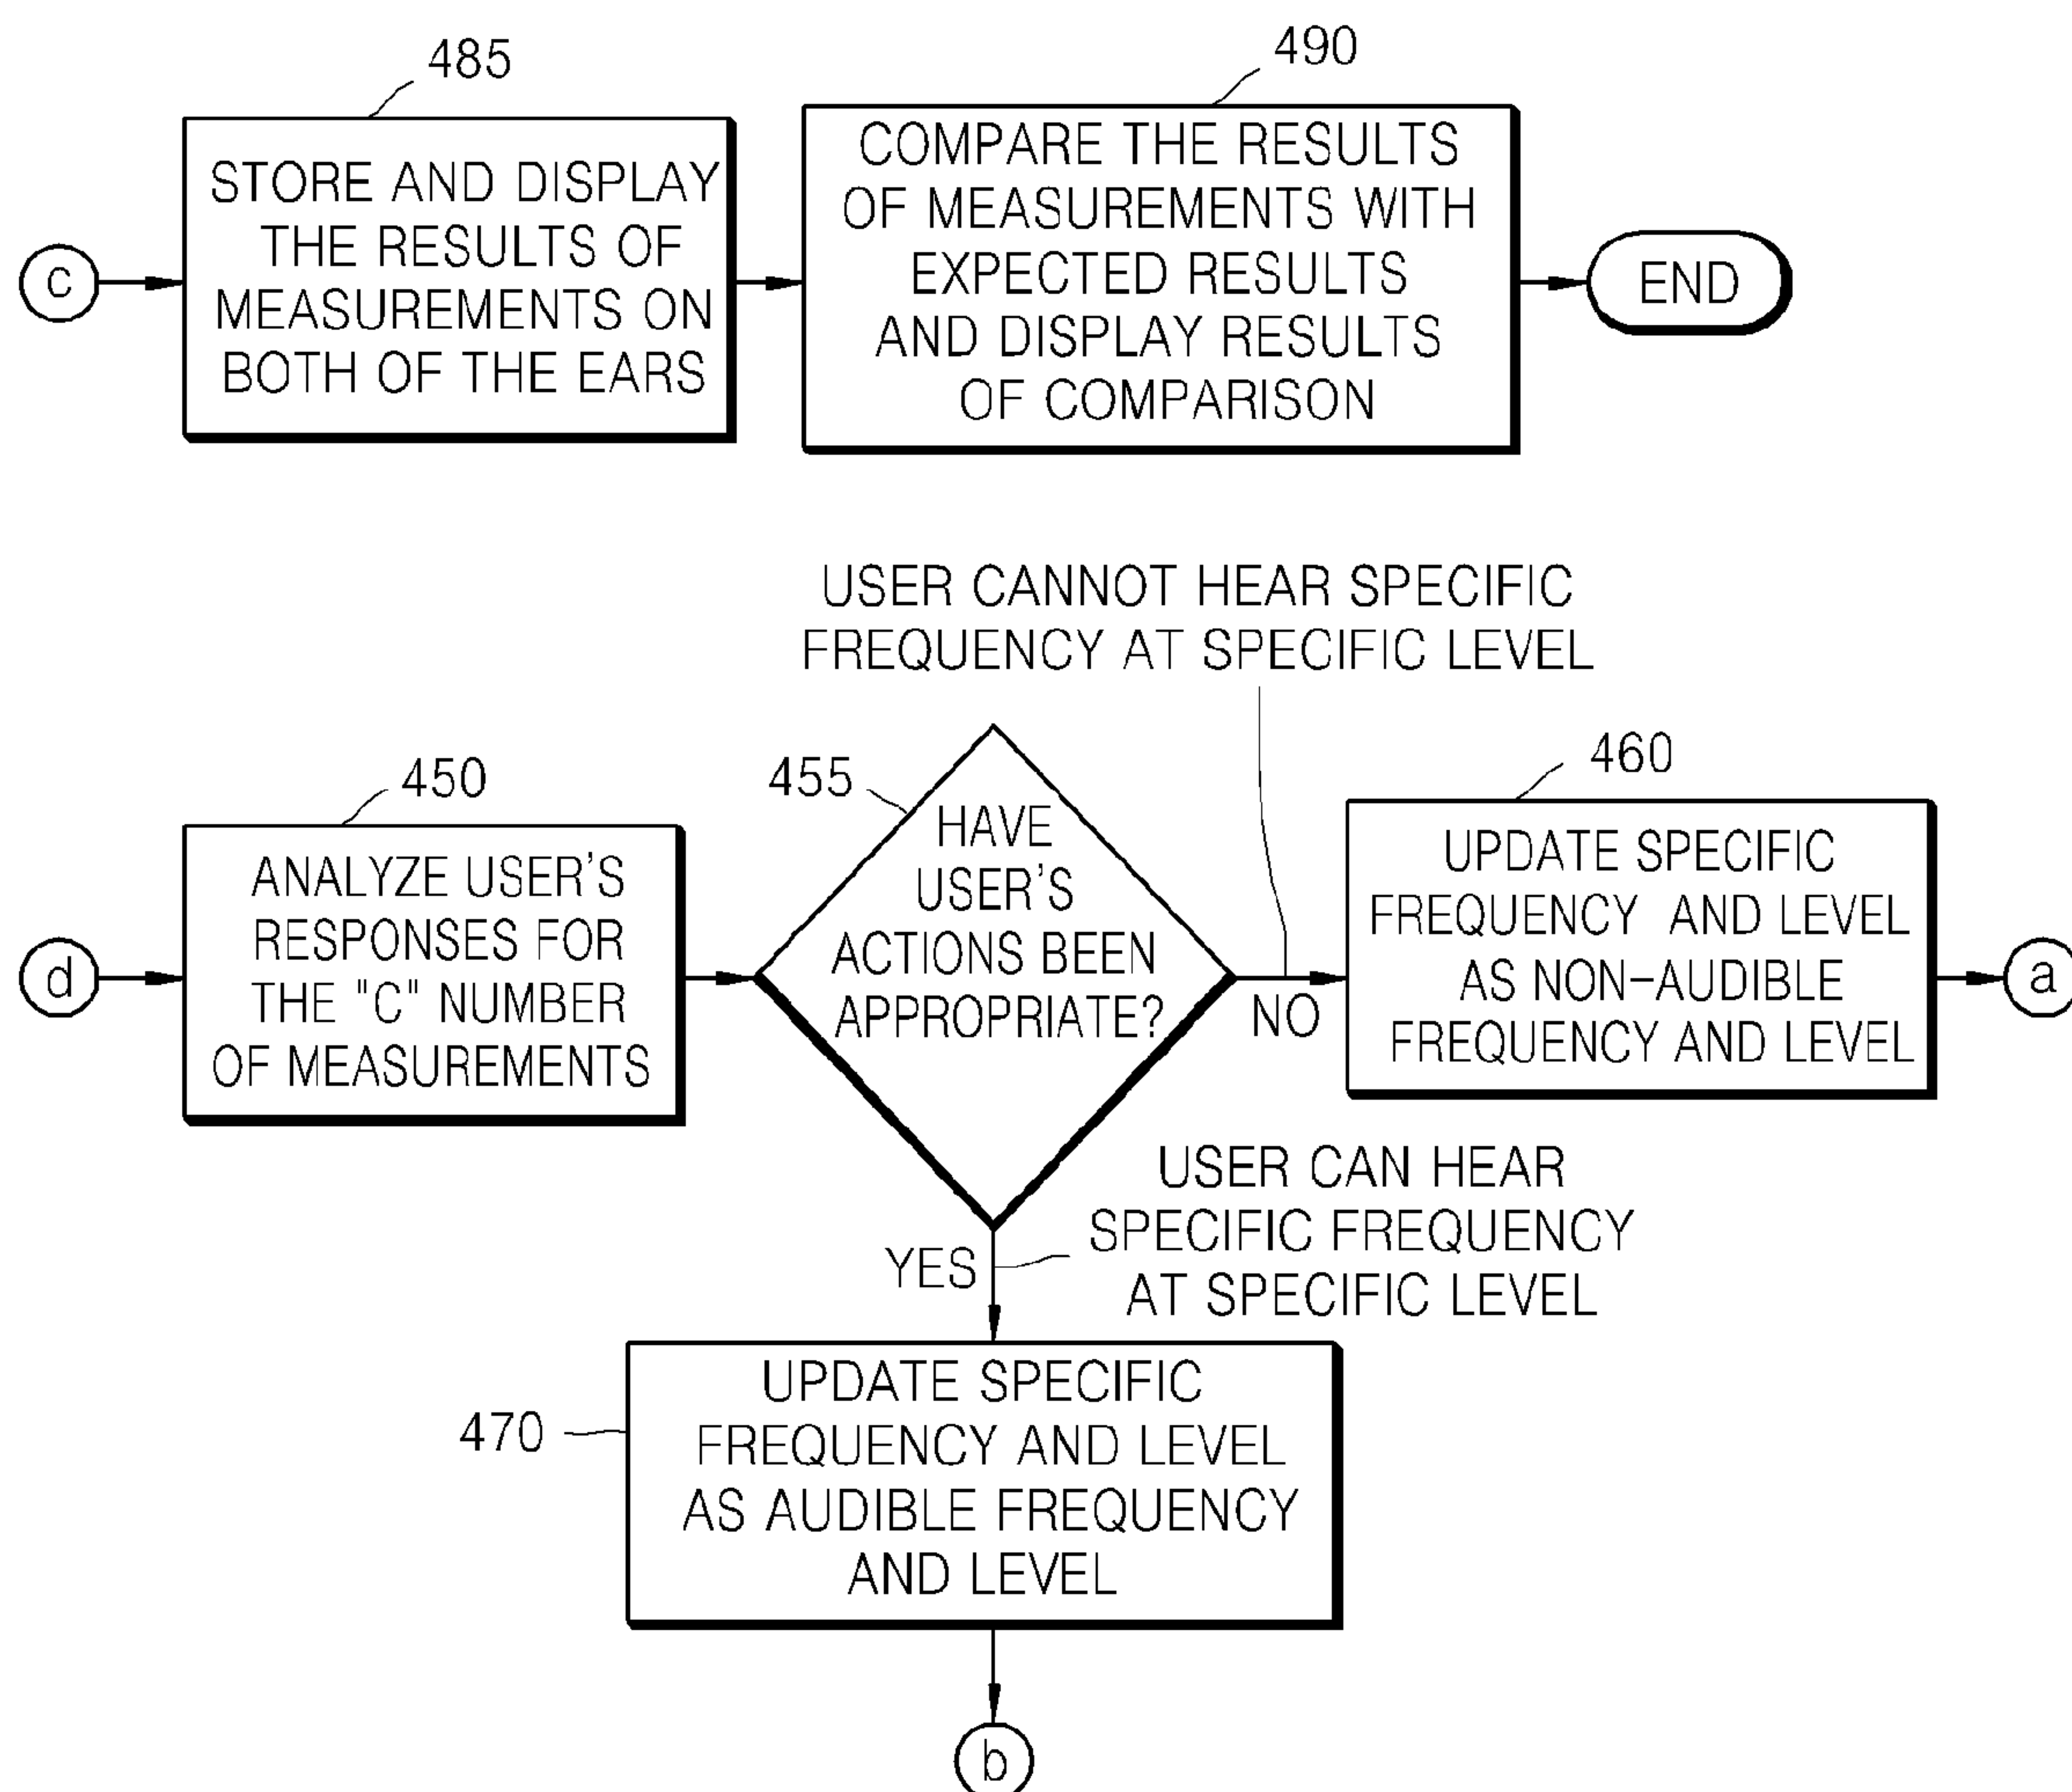 485
490
c
STORE AND DISPLAY
THE RESULTS OF
MEASUREMENTS ON
BOTH OF THE EARS
COMPARE THE RESULTS
OF MEASUREMENTS WITH
EXPECTED RESULTS
AND DISPLAY RESULTS
OF COMPARISON
END
USER CANNOT HEAR SPECIFIC
FREQUENCY AT SPECIFIC LEVEL
450
455
460
d
ANALYZE USER'S
RESPONSES FOR
THE "C" NUMBER
OF MEASUREMENTS
HAVE
USER'S
ACTIONS BEEN
APPROPRIATE?
NO
UPDATE SPECIFIC
FREQUENCY AND LEVEL
AS NON-AUDIBLE
FREQUENCY AND LEVEL
a
YES
USER CAN HEAR
SPECIFIC FREQUENCY
AT SPECIFIC LEVEL
470
UPDATE SPECIFIC
FREQUENCY AND LEVEL
AS AUDIBLE FREQUENCY
AND LEVEL
b